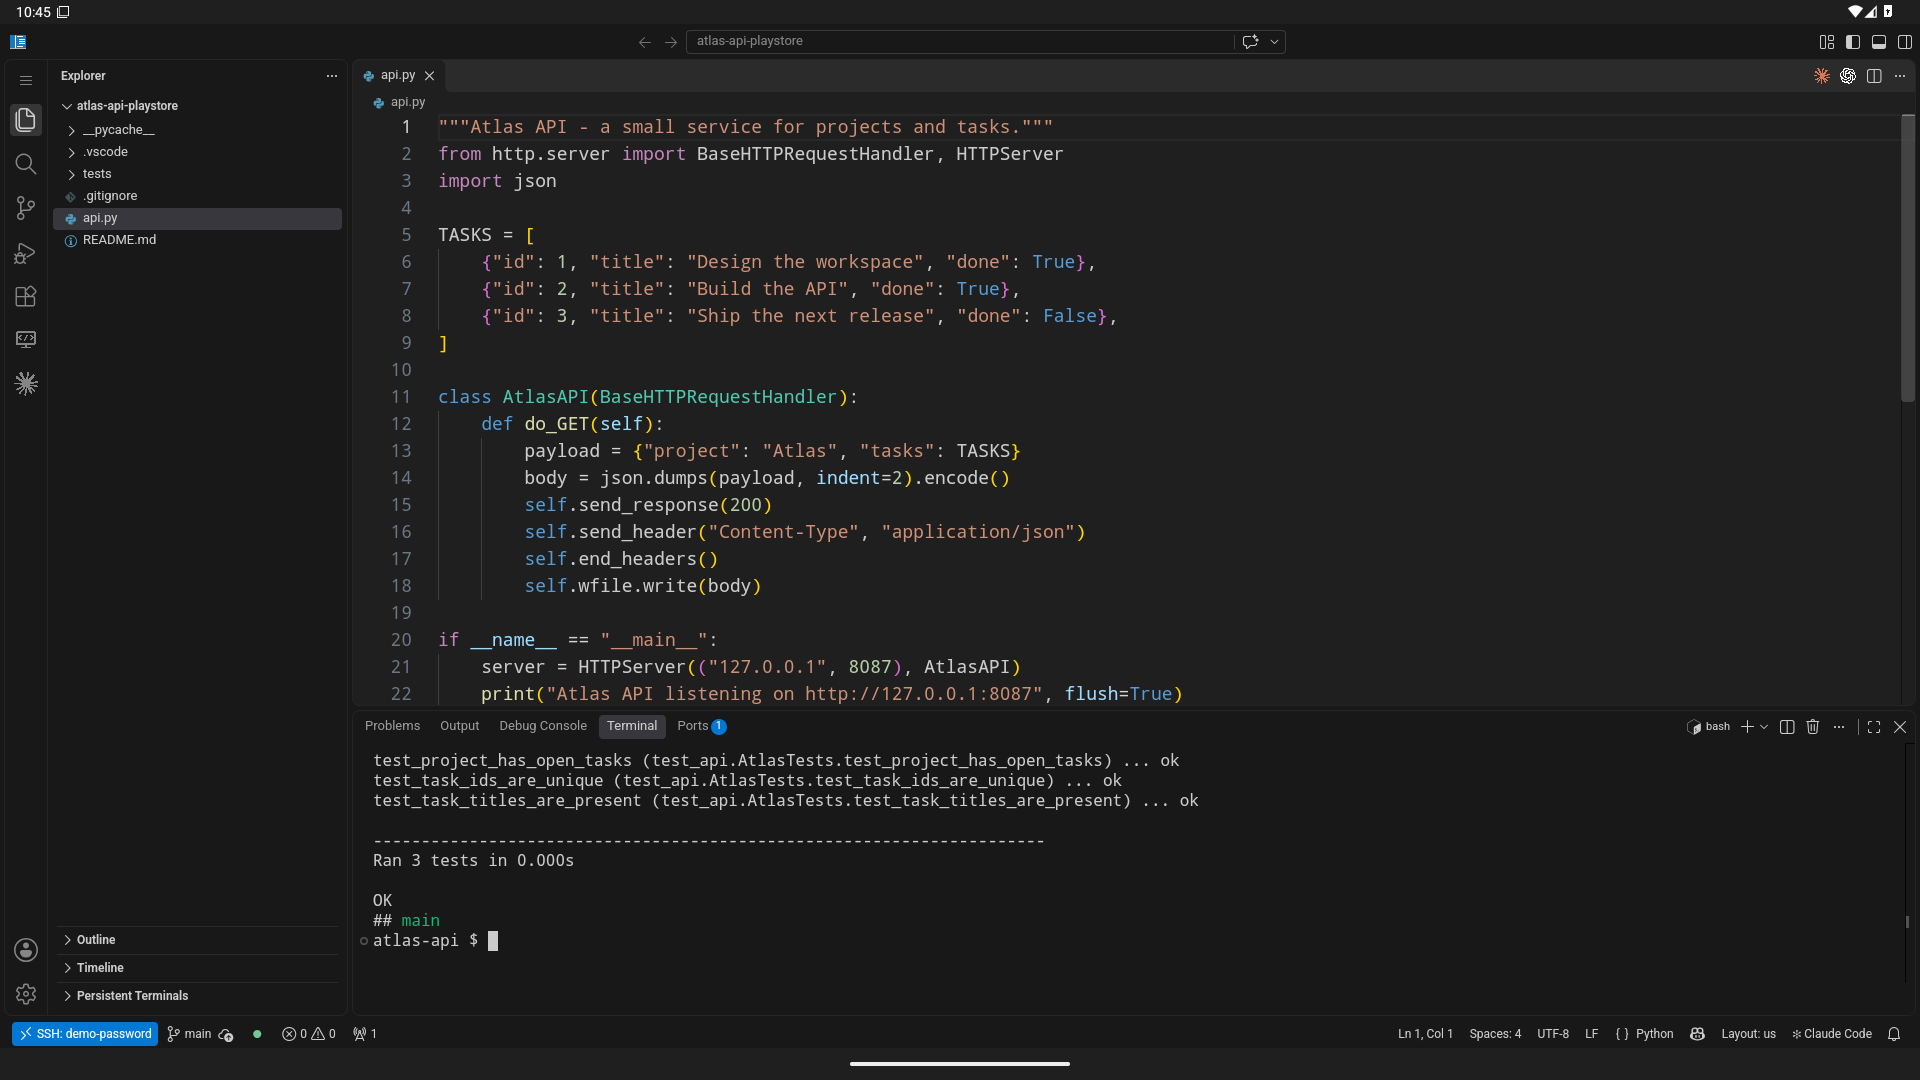 10:45
atlas-api-playstore
Explorer
atlas-api-playstore
__pycache__
.vscode
tests
.gitignore
api.py
README.md
Outline
Timeline
Persistent Terminals
api.py
api.py
1 """Atlas API - a small service for projects and tasks."""
2 from http.server import BaseHTTPRequestHandler, HTTPServer
3 import json
4
5 TASKS = [
6     {"id": 1, "title": "Design the workspace", "done": True},
7     {"id": 2, "title": "Build the API", "done": True},
8     {"id": 3, "title": "Ship the next release", "done": False},
9 ]
10
11 class AtlasAPI(BaseHTTPRequestHandler):
12     def do_GET(self):
13         payload = {"project": "Atlas", "tasks": TASKS}
14         body = json.dumps(payload, indent=2).encode()
15         self.send_response(200)
16         self.send_header("Content-Type", "application/json")
17         self.end_headers()
18         self.wfile.write(body)
19
20 if __name__ == "__main__":
21     server = HTTPServer(("127.0.0.1", 8087), AtlasAPI)
22     print("Atlas API listening on http://127.0.0.1:8087", flush=True)
Problems Output Debug Console Terminal Ports 1 bash
test_project_has_open_tasks (test_api.AtlasTests.test_project_has_open_tasks) ... ok
test_task_ids_are_unique (test_api.AtlasTests.test_task_ids_are_unique) ... ok
test_task_titles_are_present (test_api.AtlasTests.test_task_titles_are_present) ... ok
----------------------------------------------------------------------
Ran 3 tests in 0.000s
OK
## main
atlas-api $
SSH: demo-password main 0 0 1 Ln 1, Col 1 Spaces: 4 UTF-8 LF { } Python Layout: us Claude Code